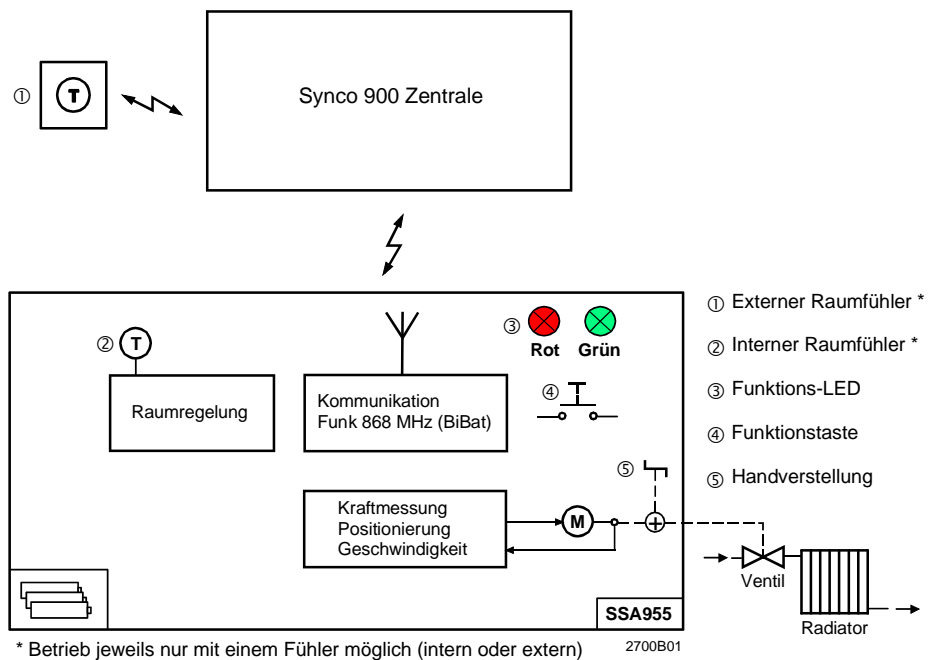 ① T
Synco 900 Zentrale
② T
Raumregelung
Kommunikation
Funk 868 MHz (BiBat)
③
Rot Grün
④
⑤
Kraftmessung
Positionierung
Geschwindigkeit
M
SSA955
① Externer Raumfühler *
② Interner Raumfühler *
③ Funktions-LED
④ Funktionstaste
⑤ Handverstellung
Ventil
Radiator
* Betrieb jeweils nur mit einem Fühler möglich (intern oder extern)
2700B01